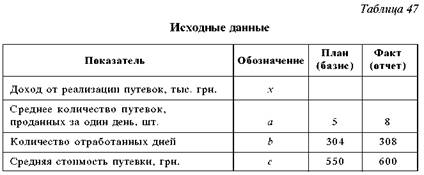 Таблица 47
Исходные данные
Показатель Обозначение План (базис) Факт (отчет)
Доход от реализации путевок, тыс. грн. x
Среднее количество путевок,
проданных за один день, шт. a 5 8
Количество отработанных дней b 304 308
Средняя стоимость путевки, грн. c 550 600